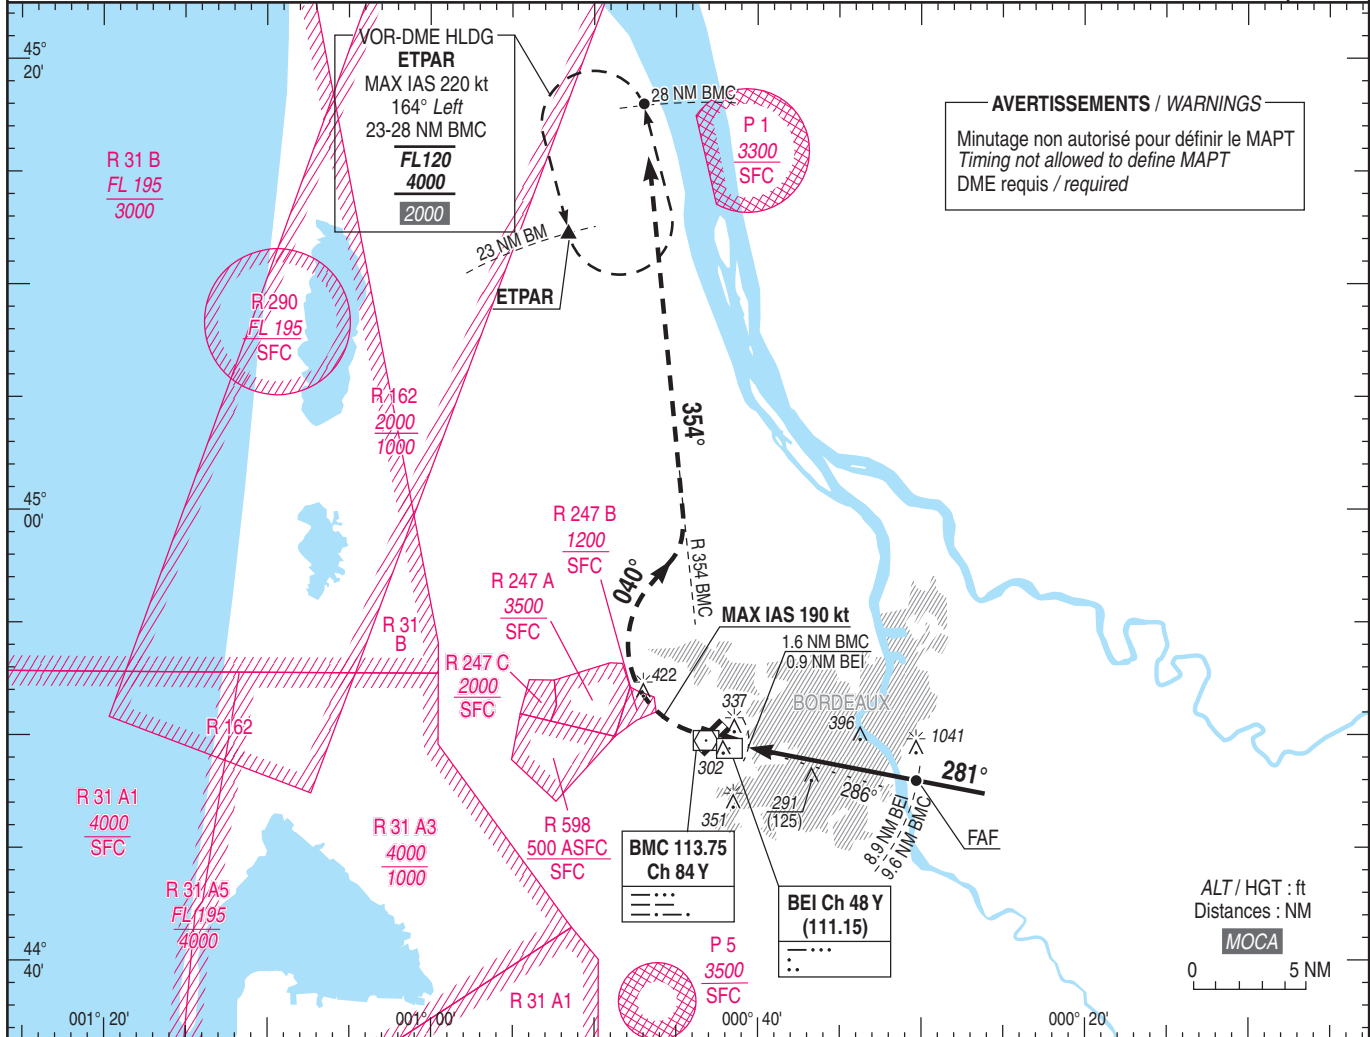 45°
20'
VOR-DME HLDG
ETPAR
MAX IAS 220 kt
164° Left
23-28 NM BMC
FL120
4000
2000
28 NM BMC
P 1
3300
SFC
AVERTISSEMENTS / WARNINGS
Minutage non autorisé pour définir le MAPT
Timing not allowed to define MAPT
DME requis / required
R 31 B
FL 195
3000
23 NM BM
ETPAR
R 290
FL 195
SFC
R 162
2000
1000
354°
45°
00'
R 247 B
1200
SFC
R 354 BMC
040°
R 247 A
3500
SFC
MAX IAS 190 kt
1.6 NM BMC
0.9 NM BEI
R 31
B
R 247 C
2000
SFC
422
337
BORDEAUX
396
1041
R 162
302
281°
286°
291
(125)
351
8.9 NM BEI
9.6 NM BMC
FAF
R 31 A1
4000
SFC
R 31 A3
4000
1000
R 598
500 ASFC
SFC
BMC 113.75
Ch 84 Y
BEI Ch 48 Y
(111.15)
R 31 A5
FL 195
4000
ALT / HGT : ft
Distances : NM
MOCA
0 5 NM
44°
40'
P 5
3500
SFC
R 31 A1
001° 20'
001° 00'
000° 40'
000° 20'